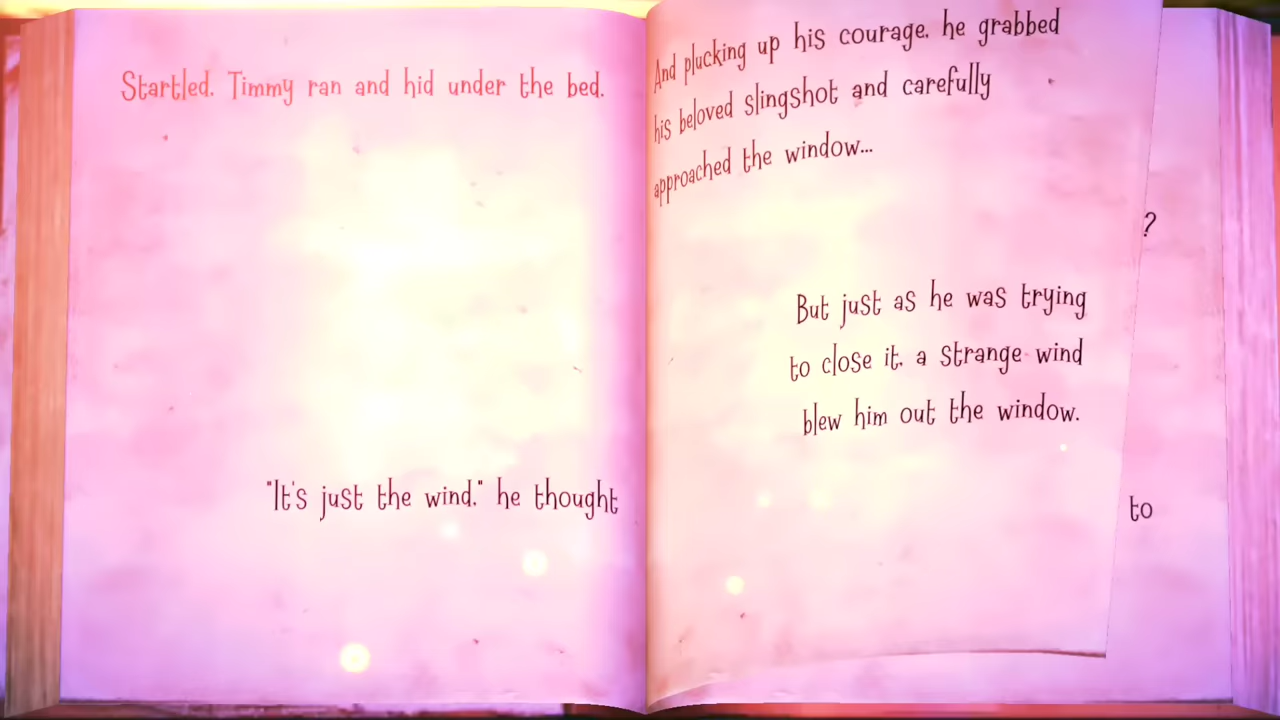 Startled. Timmy ran and hid under the bed.
"It's just the wind." he thought
And plucking up his courage, he grabbed
his beloved slingshot and carefully
approached the window...
But just as he was trying
to close it, a strange wind
blew him out the window.
?
to